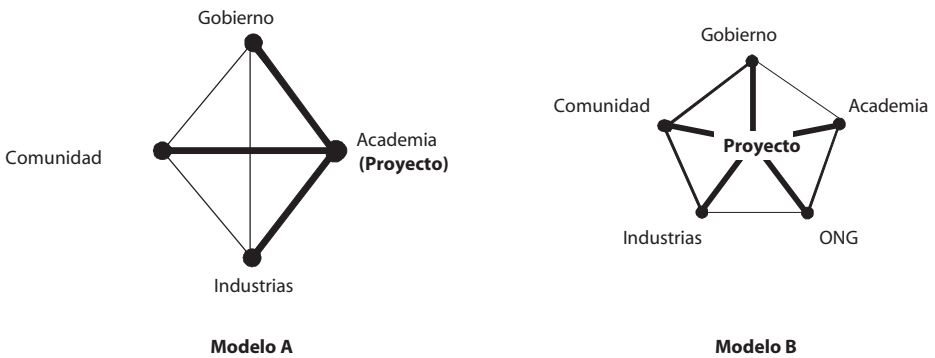 Gobierno
Comunidad
Academia
(Proyecto)
Industrias
Modelo A
Gobierno
Comunidad
Academia
Proyecto
Industrias
ONG
Modelo B